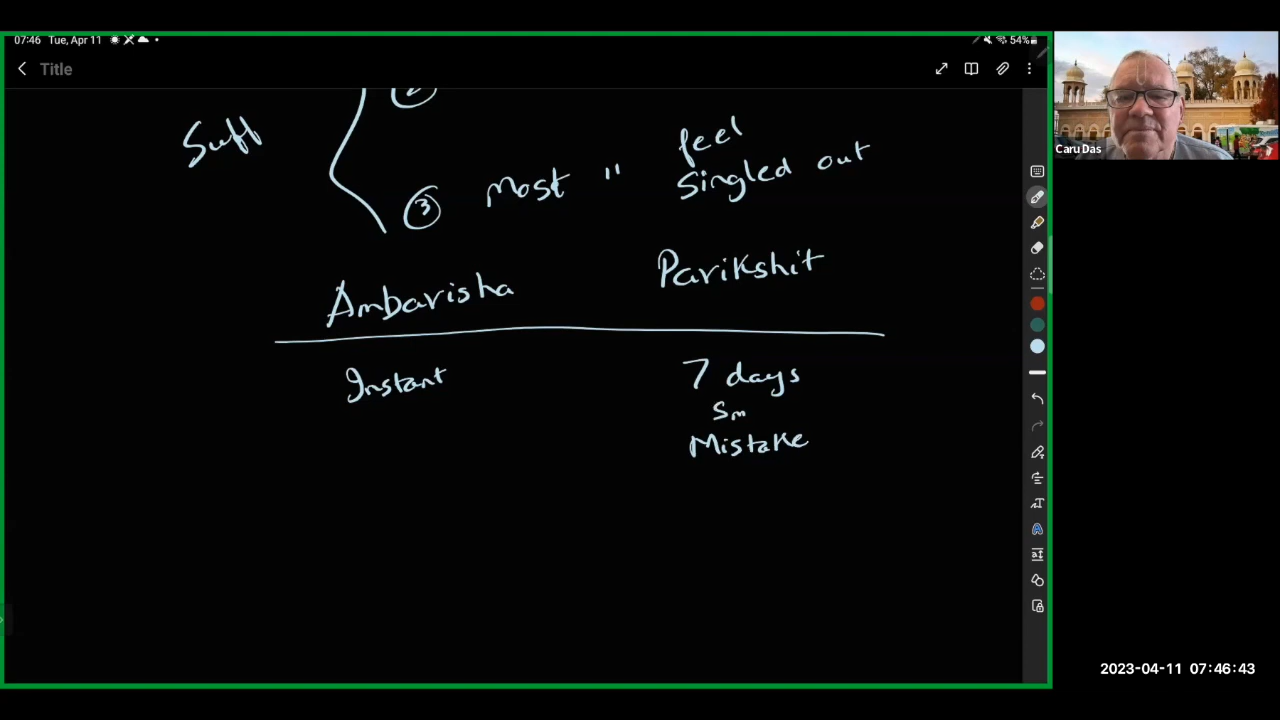 07:46 Tue, Apr 11
54%
Title
2
Suff
feel
3 Most " Singled out
Ambarisha Parikshit
Instant 7 days
Sm
Mistake
Caru Das
2023-04-11 07:46:43